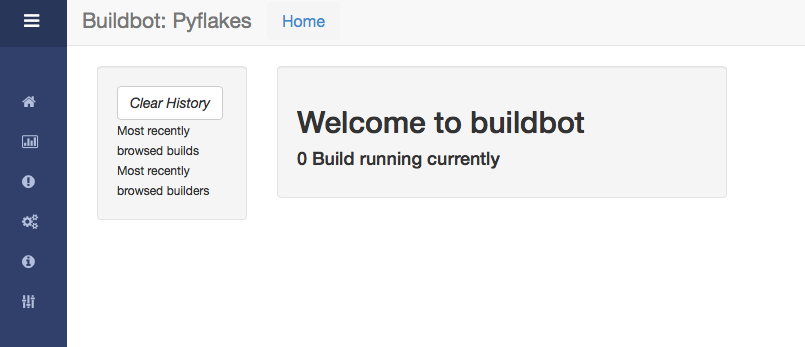 Buildbot: Pyflakes Home
Clear History
Most recently
browsed builds
Most recently
browsed builders
Welcome to buildbot
0 Build running currently